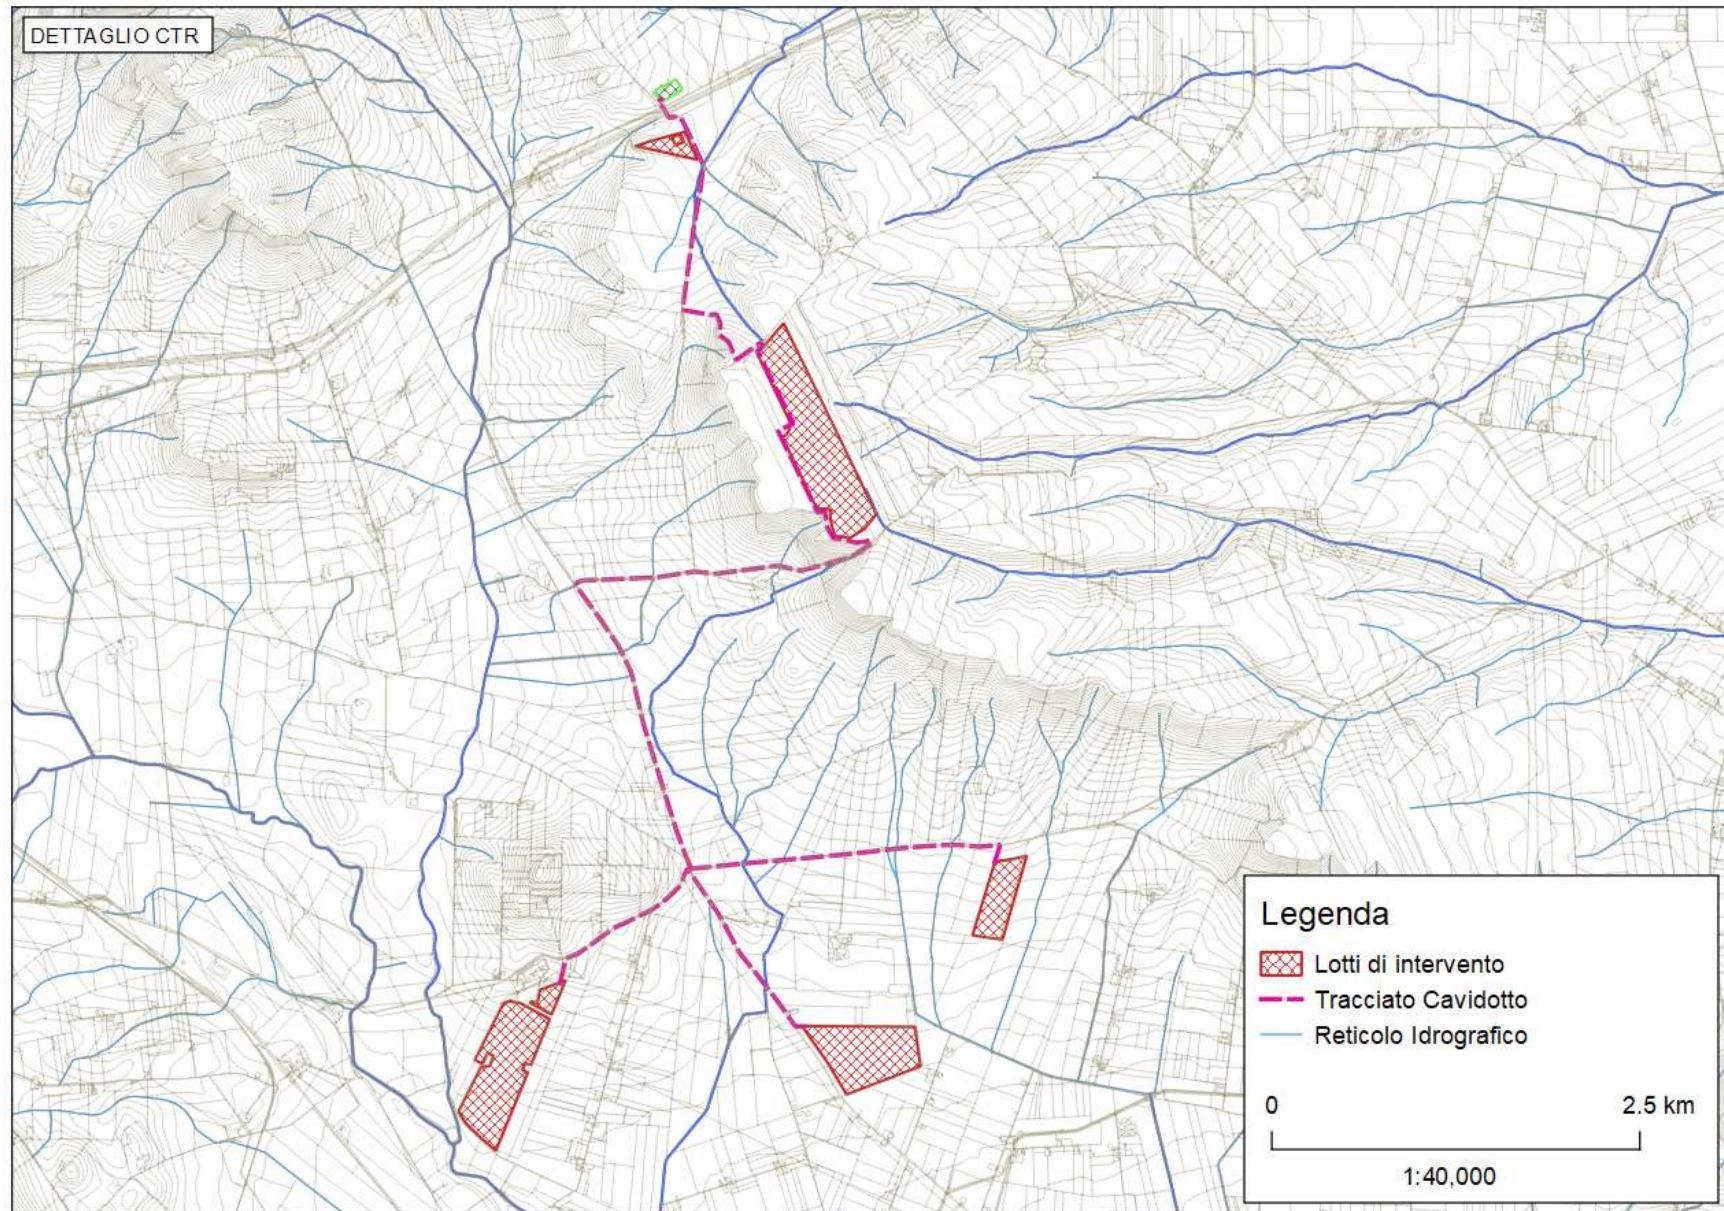 DETTAGLIO CTR
Legenda
Lotti di intervento
Tracciato Cavidotto
Reticolo Idrografico
0 2.5 km
1:40,000